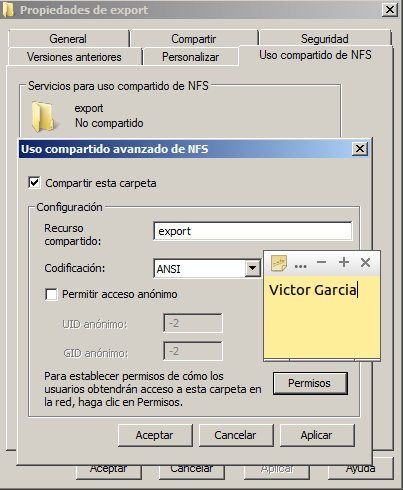 Propiedades de export
General
Compartir
Seguridad
Versiones anteriores
Personalizar
Uso compartido de NFS
Servicios para uso compartido de NFS
export
No compartido
Uso compartido avanzado de NFS
Compartir esta carpeta
Configuración
Recurso
compartido:
export
Codificación:
ANSI
...
Victor Garcia
Permitir acceso anónimo
UID anónimo:
-2
GID anónimo:
-2
Para establecer permisos de cómo los
usuarios obtendrán acceso a esta carpeta en
la red, haga clic en Permisos.
Permisos
Aceptar
Cancelar
Aplicar
Aceptar
Cancelar
Aplicar
Ayuda